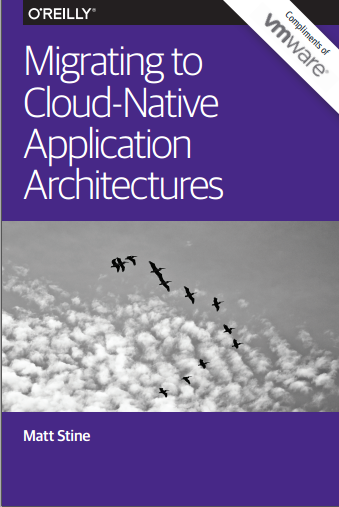 O'REILLY®
Compliments of
vmware®
Migrating to
Cloud-Native
Application
Architectures
Matt Stine